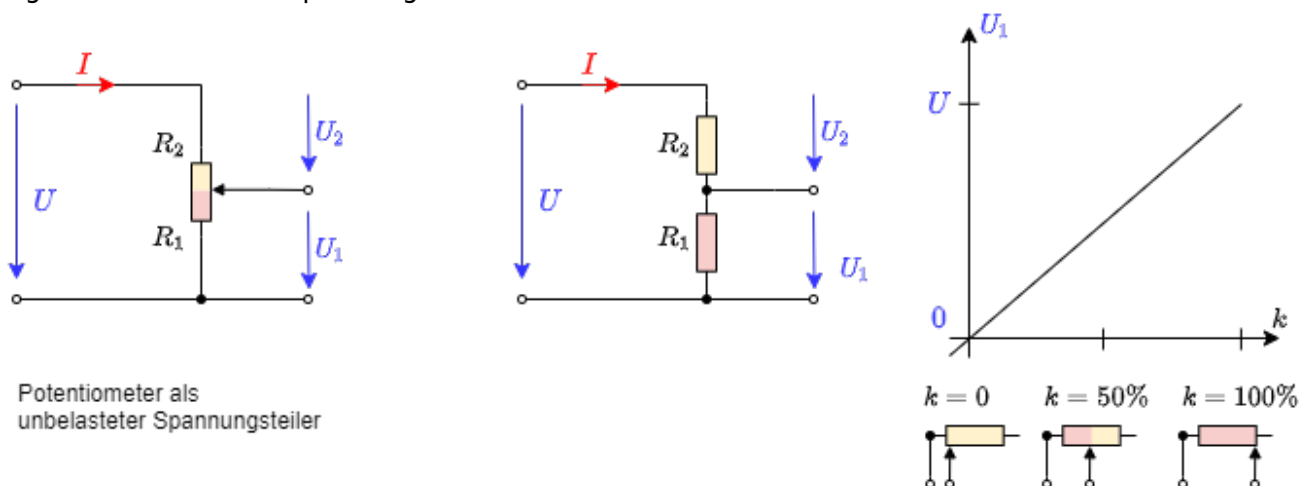 I
R₂
R₁
U
U₂
U₁
Potentiometer als
unbelasteter Spannungsteiler
I
R₂
R₁
U
U₂
U₁
U₁
U
0
k
k = 0 k = 50% k = 100%